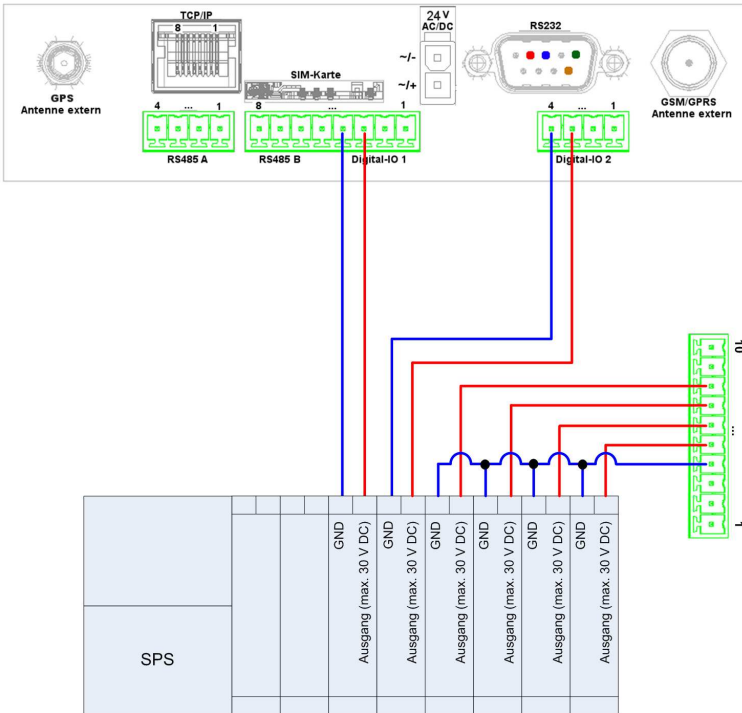 TCP/IP
8 1
24 V
AC/DC
RS232
~/-
~/+
SIM-Karte
GPS
Antenne extern
GSM/GPRS
Antenne extern
4 ... 1
8 ... 1
4 ... 1
RS485 A
RS485 B
Digital-IO 1
Digital-IO 2
10
...
1
GND
Ausgang (max. 30 V DC)
GND
Ausgang (max. 30 V DC)
GND
Ausgang (max. 30 V DC)
GND
Ausgang (max. 30 V DC)
GND
Ausgang (max. 30 V DC)
GND
Ausgang (max. 30 V DC)
SPS